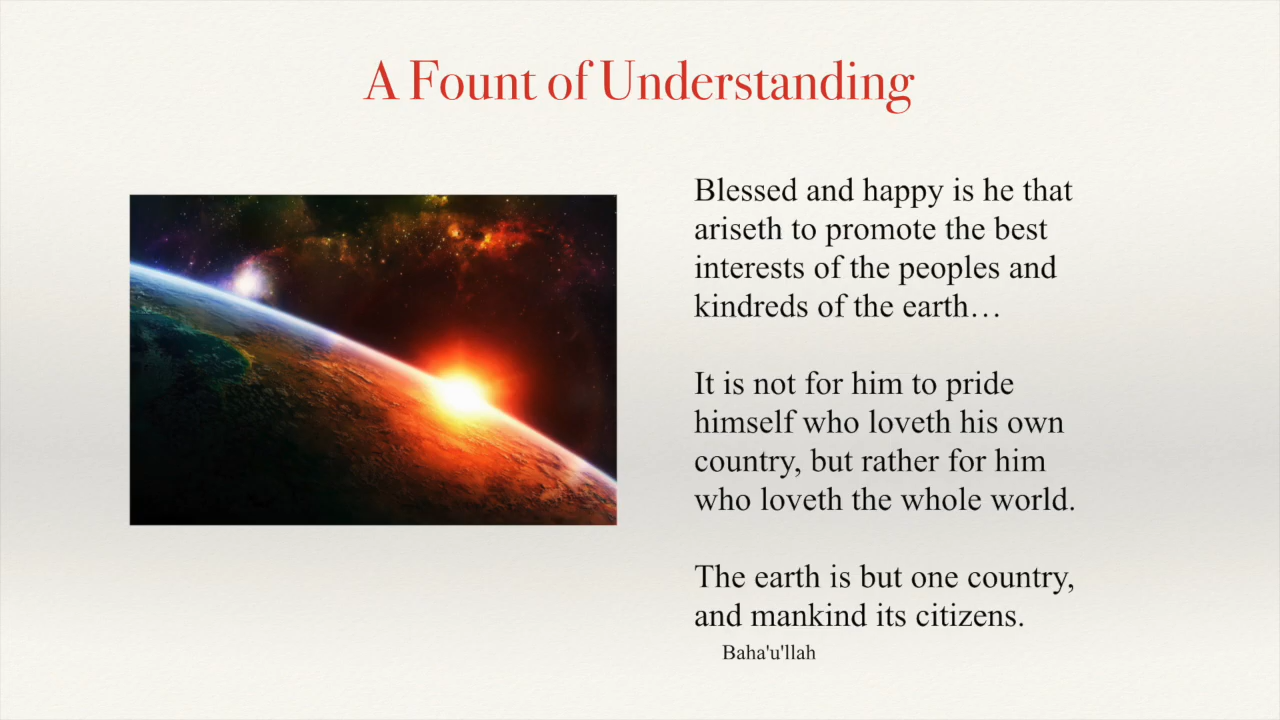 A Fount of Understanding
Blessed and happy is he that
ariseth to promote the best
interests of the peoples and
kindreds of the earth…
It is not for him to pride
himself who loveth his own
country, but rather for him
who loveth the whole world.
The earth is but one country,
and mankind its citizens.
Baha'u'llah